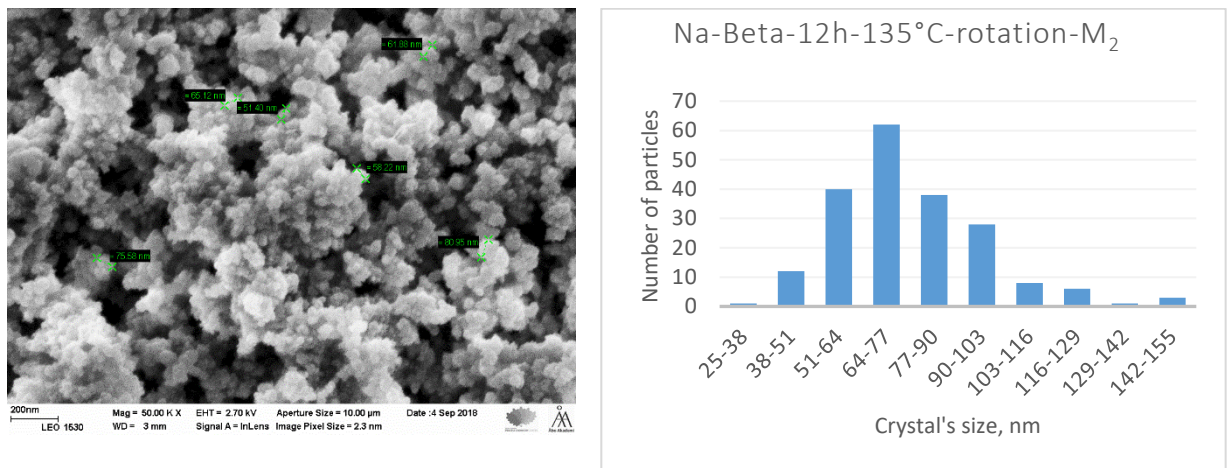 = 61.88 nm
= 66.12 nm
= 51.40 nm
= 58.22 nm
= 80.95 nm
= 75.58 nm
200nm
Mag = 50.00 K X EHT = 2.70 kV Aperture Size = 10.00 µm Date :4 Sep 2018
LEO 1530 WD = 3 mm Signal A = InLens Image Pixel Size = 2.3 nm
Na-Beta-12h-135°C-rotation-M₂
Number of particles
70
60
50
40
30
20
10
0
25-38
38-51
51-64
64-77
77-90
90-103
103-116
116-129
129-142
142-155
Crystal's size, nm